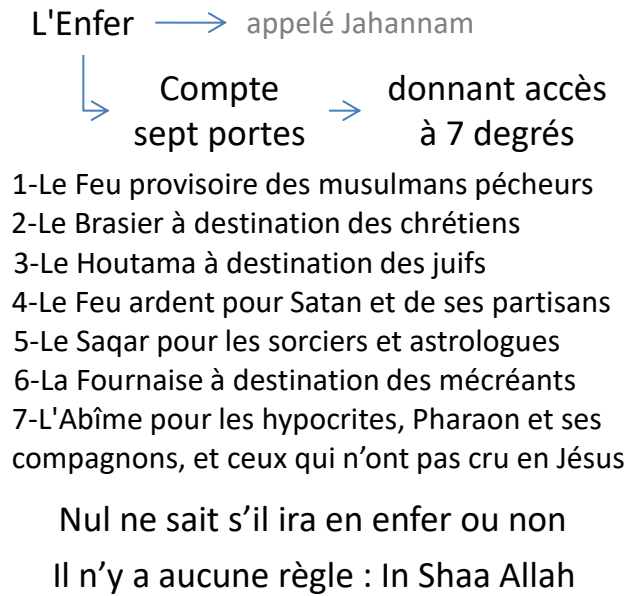 L'Enfer appelé Jahannam
Compte donnant accès
sept portes à 7 degrés
1-Le Feu provisoire des musulmans pécheurs
2-Le Brasier à destination des chrétiens
3-Le Houtama à destination des juifs
4-Le Feu ardent pour Satan et de ses partisans
5-Le Saqar pour les sorciers et astrologues
6-La Fournaise à destination des mécréants
7-L'Abîme pour les hypocrites, Pharaon et ses
compagnons, et ceux qui n’ont pas cru en Jésus
Nul ne sait s’il ira en enfer ou non
Il n’y a aucune règle : In Shaa Allah